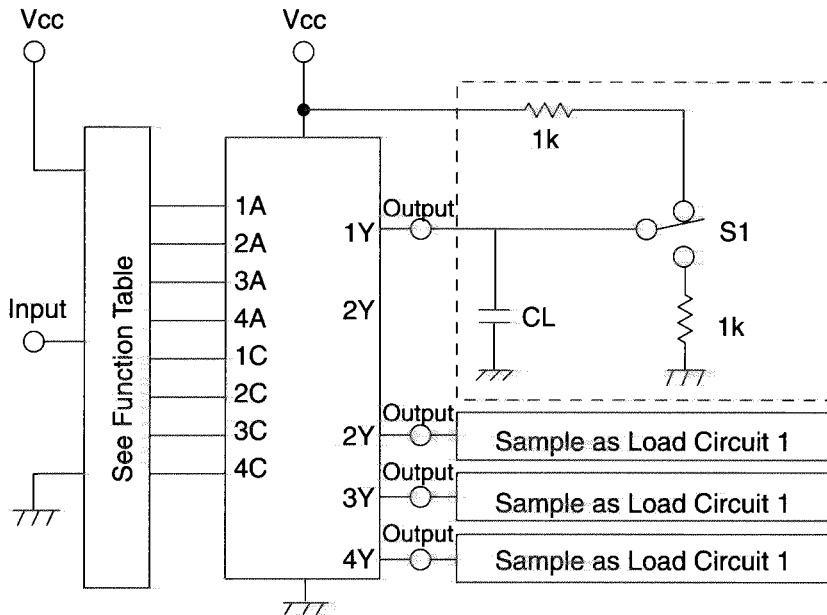 Vcc
Vcc
1k
1A
Output
1Y
S1
2A
3A
2Y
Input
4A
CL
1k
See Function Table
1C
2C
Output
3C
2Y
Sample as Load Circuit 1
4C
Output
3Y
Sample as Load Circuit 1
Output
4Y
Sample as Load Circuit 1